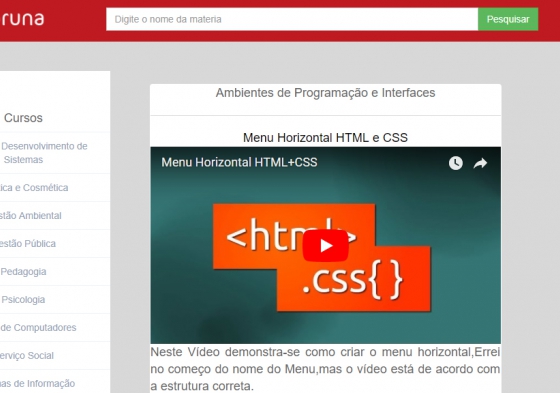 runa
Digite o nome da materia
Pesquisar
Cursos
Desenvolvimento de
Sistemas
tica e Cosmética
stão Ambiental
estão Pública
Pedagogia
Psicologia
de Computadores
erviço Social
as de Informação
Ambientes de Programação e Interfaces
Menu Horizontal HTML e CSS
Menu Horizontal HTML+CSS
<html>
.css{}
Neste Vídeo demonstra-se como criar o menu horizontal,Errei
no começo do nome do Menu,mas o vídeo está de acordo com
a estrutura correta.